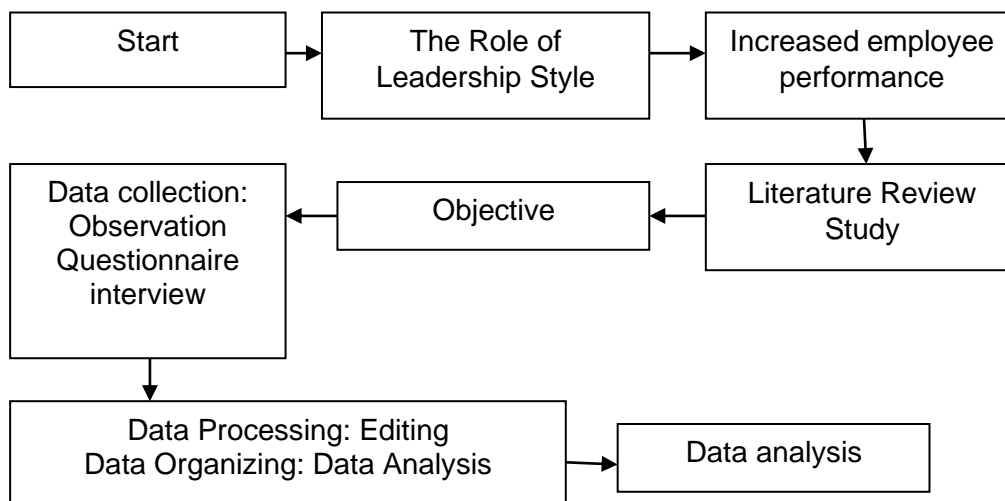 Start
The Role of
Leadership Style
Increased employee
performance
Literature Review
Study
Objective
Data collection:
Observation
Questionnaire
interview
Data Processing: Editing
Data Organizing: Data Analysis
Data analysis